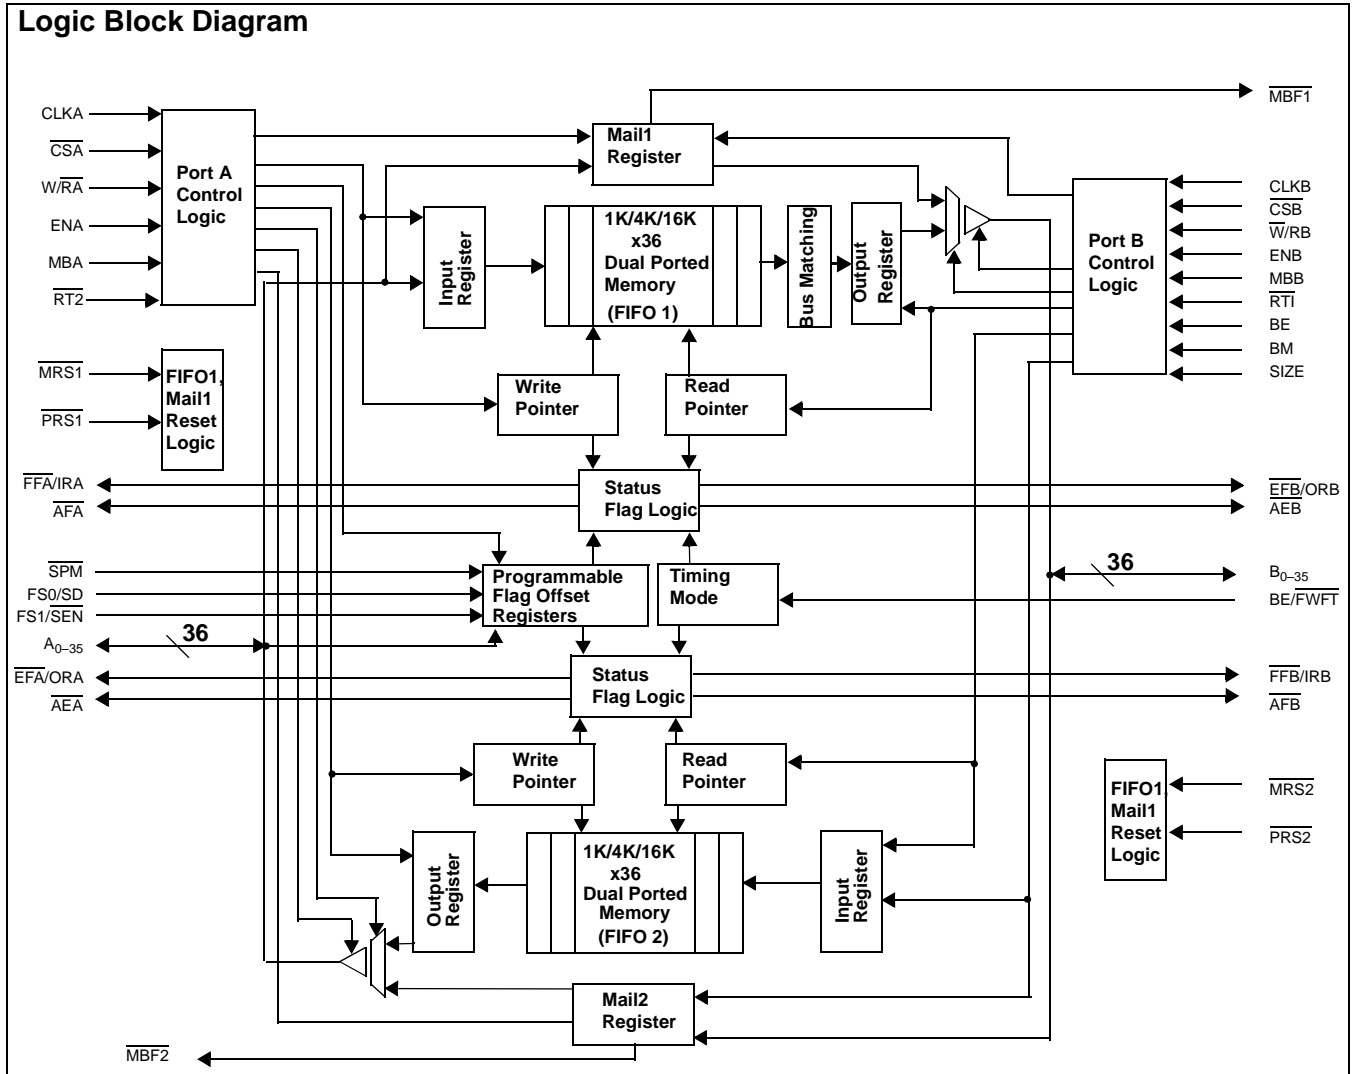 Logic Block Diagram
MBF1
CLKA
CSA
W/RA
ENA
MBA
RT2
Port A
Control
Logic
Mail1
Register
Input
Register
1K/4K/16K
x36
Dual Ported
Memory
(FIFO 1)
Bus Matching
Output
Register
Port B
Control
Logic
CLKB
CSB
W/RB
ENB
MBB
RTI
BE
BM
SIZE
MRS1
PRS1
FIFO1,
Mail1
Reset
Logic
Write
Pointer
Read
Pointer
FFA/IRA
AFA
Status
Flag Logic
EFB/ORB
AEB
SPM
FS0/SD
FS1/SEN
A0–35
36
Programmable
Flag Offset
Registers
Timing
Mode
36
B0–35
BE/FWFT
EFA/ORA
AEA
Status
Flag Logic
FFB/IRB
AFB
Write
Pointer
Read
Pointer
FIFO1,
Mail1
Reset
Logic
MRS2
PRS2
Output
Register
1K/4K/16K
x36
Dual Ported
Memory
(FIFO 2)
Input
Register
Mail2
Register
MBF2